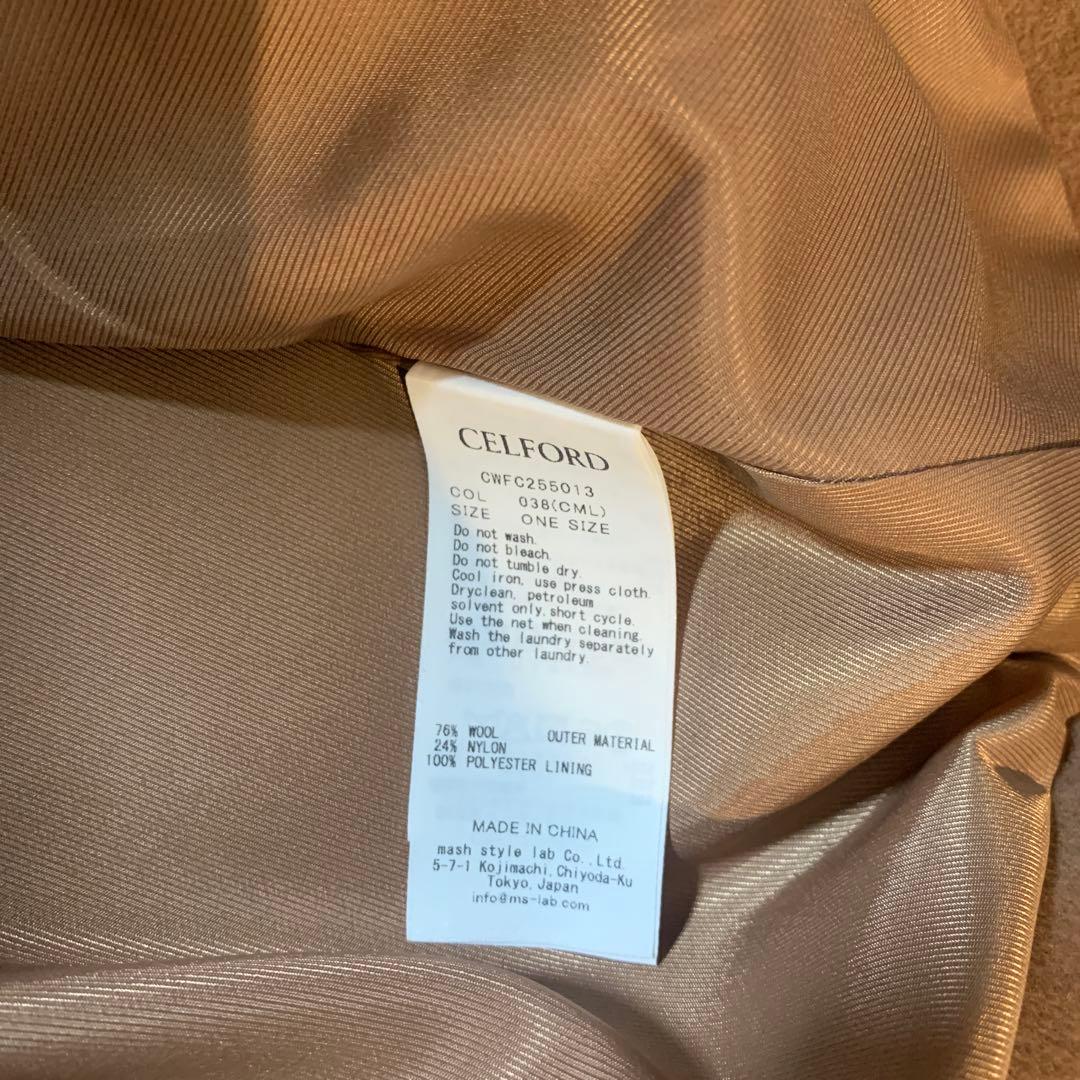 CELFORD
CWFC255013
COL 038(CML)
SIZE ONE SIZE
Do not wash.
Do not bleach.
Do not tumble dry.
Cool iron, use press cloth.
Dryclean, petroleum
solvent only,short cycle.
Use the net when cleaning.
Wash the laundry separately
from other laundry.
76% WOOL OUTER MATERIAL
24% NYLON
100% POLYESTER LINING
MADE IN CHINA
mash style lab Co.,Ltd.
5-7-1 Kojimachi,Chiyoda-Ku
Tokyo,Japan
info@ms-lab.com